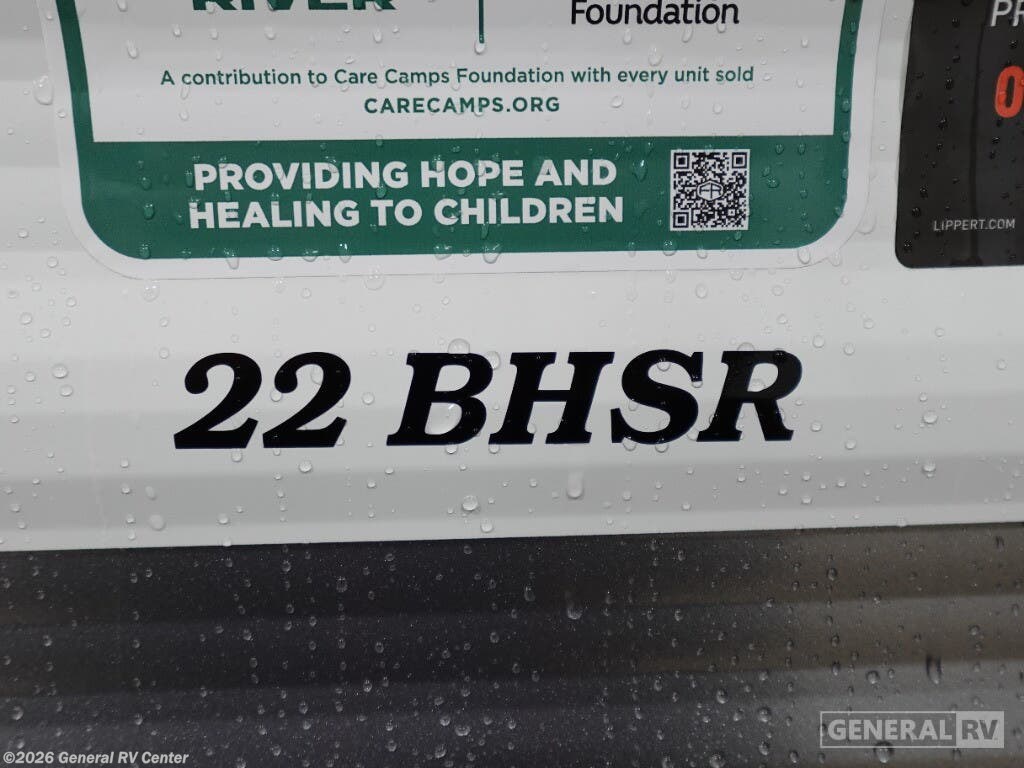 RIVER
Foundation
A contribution to Care Camps Foundation with every unit sold
CARECAMPS.ORG
PROVIDING HOPE AND
HEALING TO CHILDREN
FR
LIPPERT.COM
22 BHSR
GENERAL RV
©2026 General RV Center